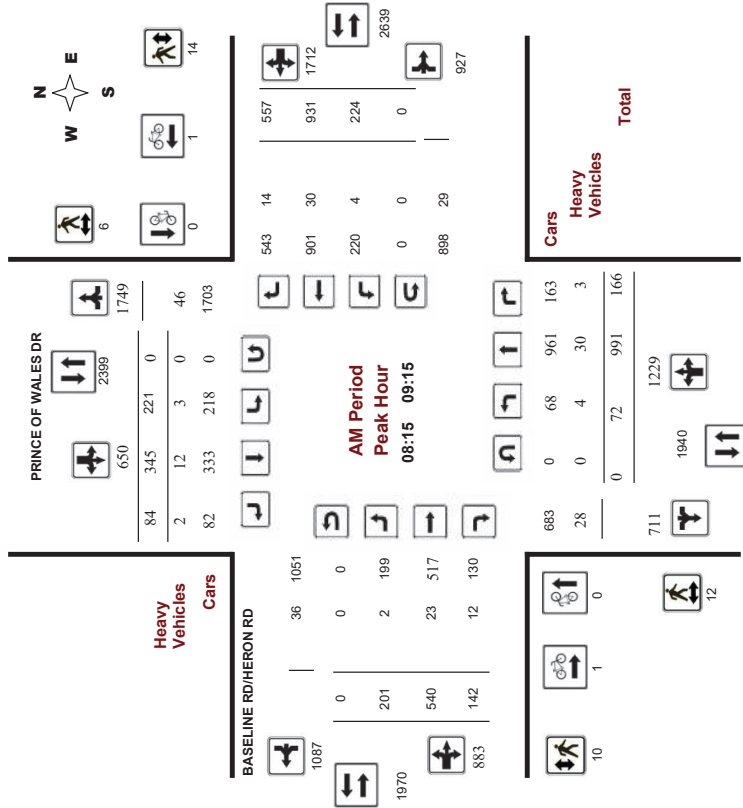 N
W E
S
6
14
0
1
PRINCE OF WALES DR
650
2399
1749
84 345 221 0
Heavy Vehicles 2 12 3 0 46
Cars 82 333 218 0 1703
557
931
224
0
1712
2639
927
543 14
901 30
220 4
0 0
898 29
AM Period
Peak Hour
08:15 09:15
BASELINE RD/HERON RD
36 1051
0 0
2 199
23 517
12 130
0
201
540
142
1087
1970
883
Cars
683 0 68 961 163
Heavy
Vehicles
28 0 4 30 3
Total
0 72 991 166
711
1940
1229
10
1
0
12